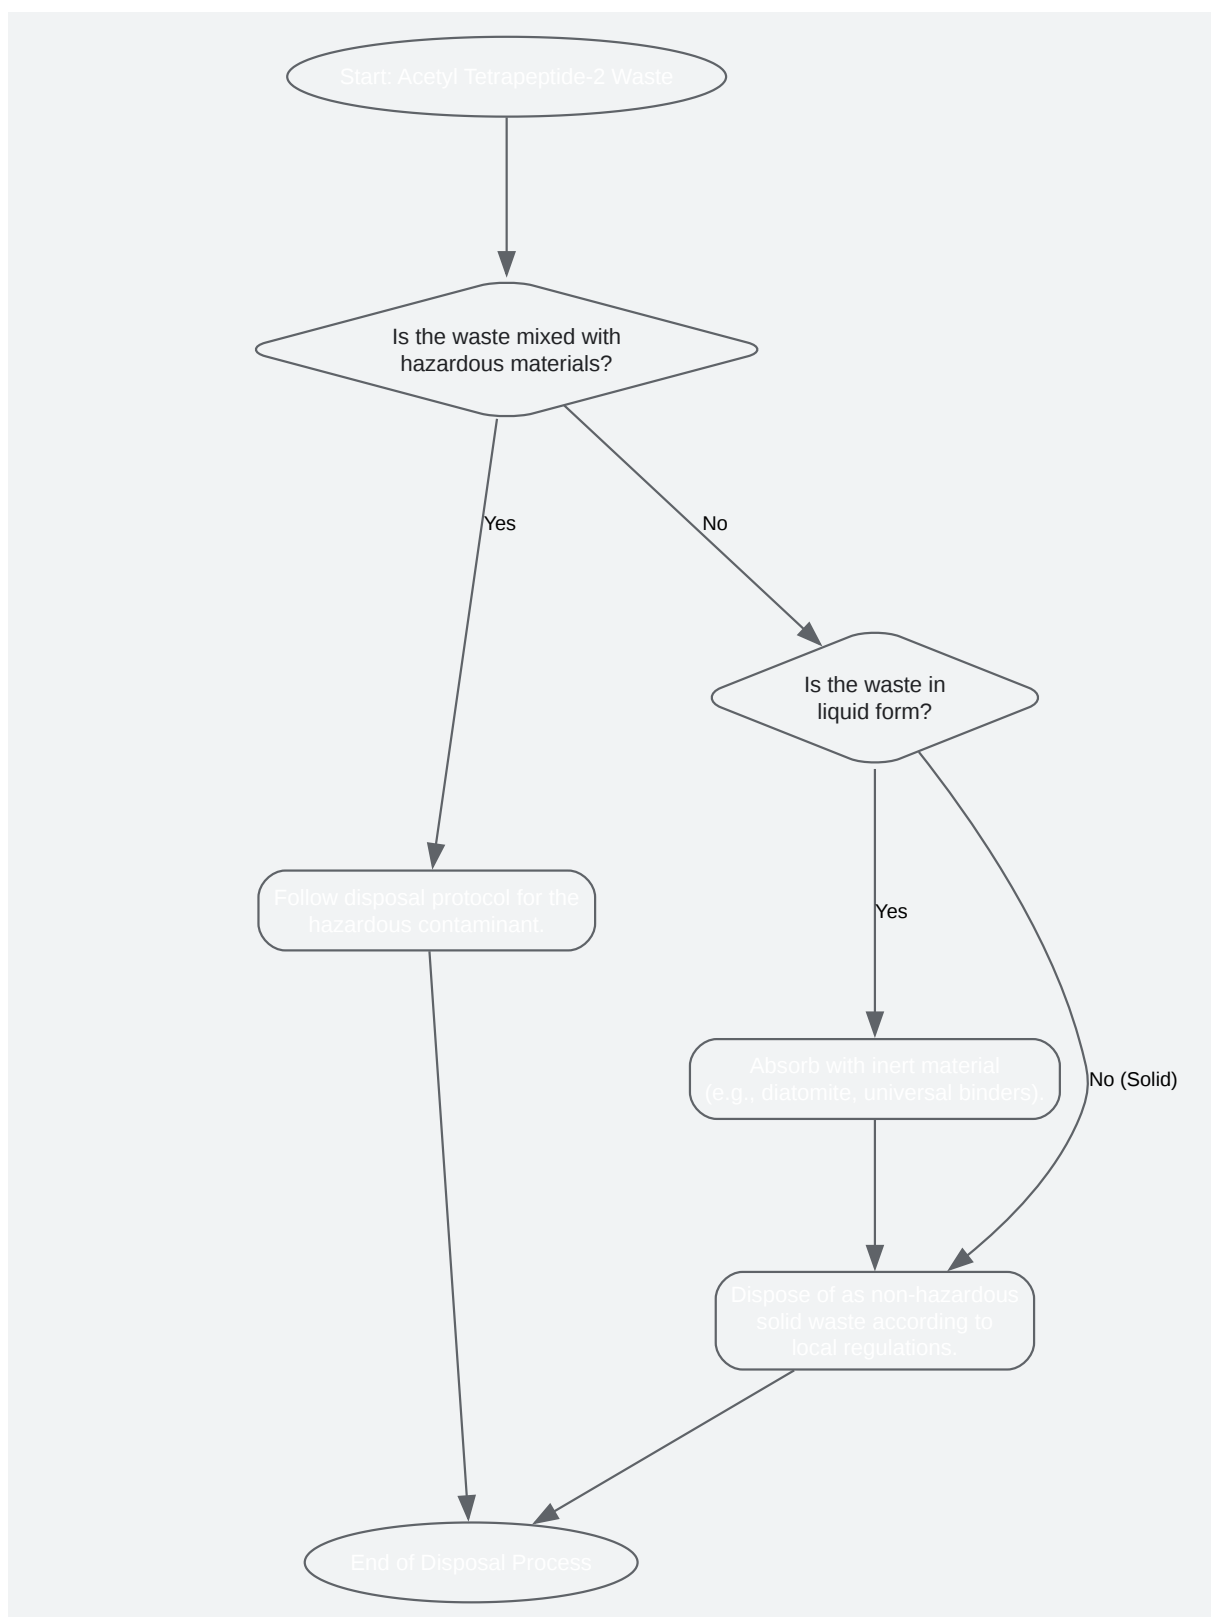 Start: Acetyl Tetrapeptide-2 Waste
Is the waste mixed with
hazardous materials?
Yes
No
Is the waste in
liquid form?
Follow disposal protocol for the
hazardous contaminant.
Yes
Absorb with inert material
(e.g., diatomite, universal binders).
No (Solid)
Dispose of as non-hazardous
solid waste according to
local regulations.
End of Disposal Process